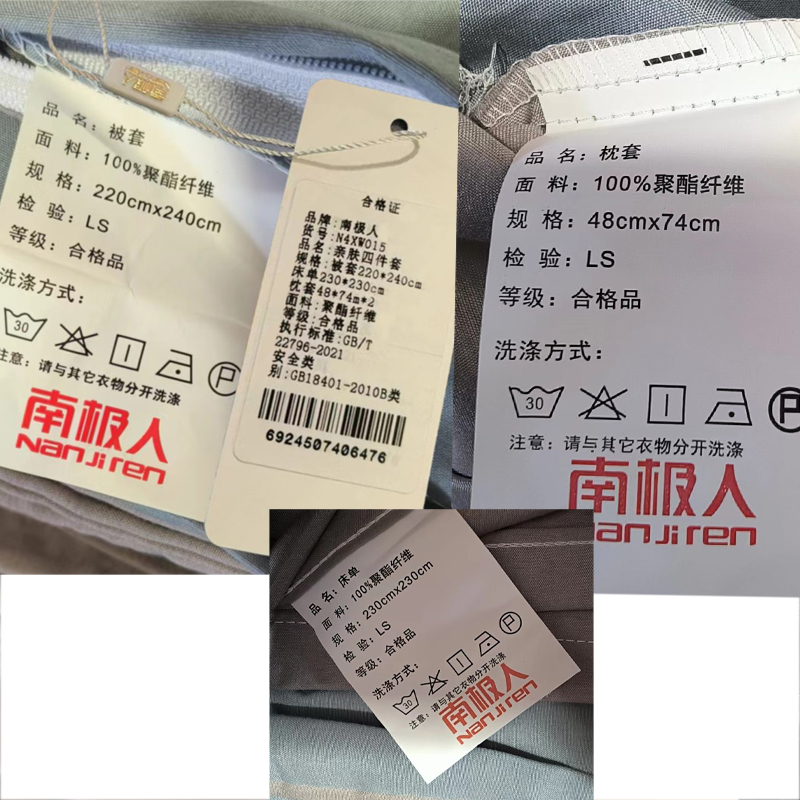 品 名：被套
面 料：100%聚酯纤维
规 格：220cmx240cm
检 验：LS
等级：合格品
洗涤方式：
30
P
注意：请与其它衣物分开洗涤
南极人
NanJiren
合格证
品牌:南极人
货号:N4XW015
品名:亲肤四件套
规格:被套220*240cm
床单230*230cm
枕套48*74m*2
面料:聚酯纤维
等级:合格品
执行标准:GB/T
22796-2021
安全类
别:GB18401-2010B类
6924507406476
品 名：枕套
面 料：100%聚酯纤维
规 格：48cmx74cm
检 验：LS
等级：合格品
洗涤方式：
30
P
注意：请与其它衣物分开洗涤
南极人
NanJiren
品 名：床单
面 料：100%聚酯纤维
规 格：230cmx230cm
检 验：LS
等级：合格品
洗涤方式：
30
P
注意：请与其它衣物分开洗涤
南极人
NanJiren